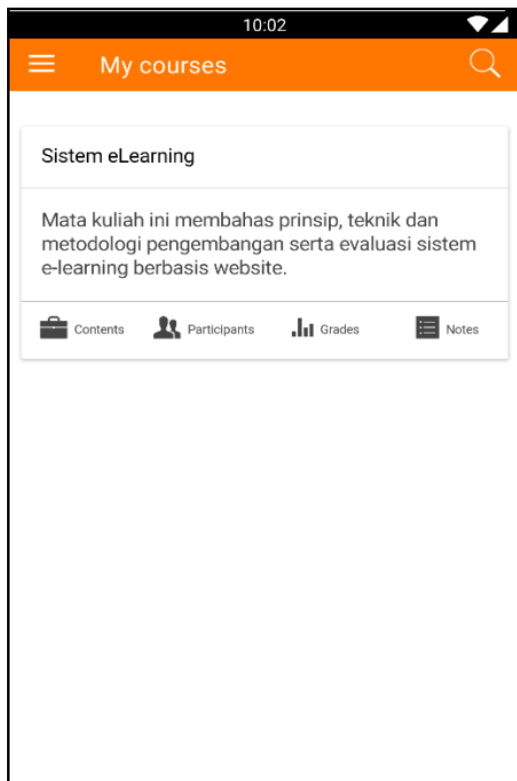 10:02
My courses
Sistem eLearning
Mata kuliah ini membahas prinsip, teknik dan
metodologi pengembangan serta evaluasi sistem
e-learning berbasis website.
Contents Participants Grades Notes